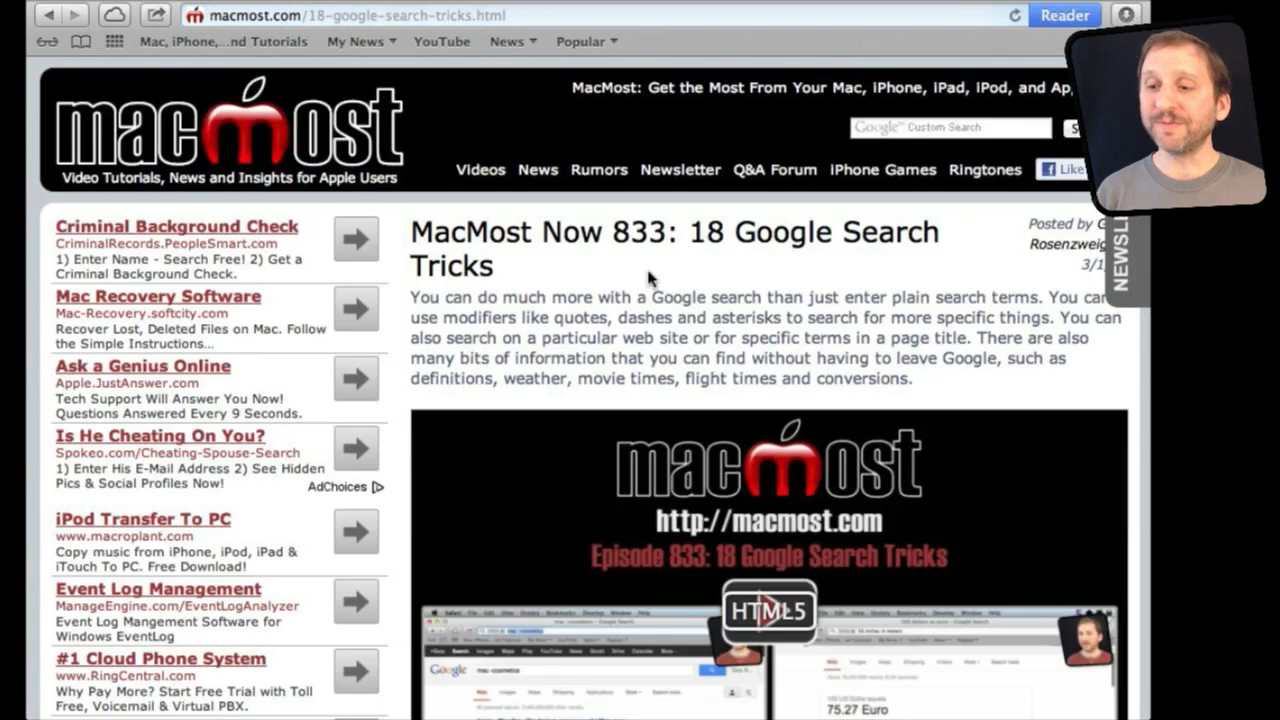 macmost.com/18-google-search-tricks.html
Reader
Mac, iPhone,...nd Tutorials My News YouTube News Popular
MacMost: Get the Most From Your Mac, iPhone, iPad, iPod, and Ap
macmost
Google™ Custom Search
S
Video Tutorials, News and Insights for Apple Users
Videos News Rumors Newsletter Q&A Forum iPhone Games Ringtones Like
Criminal Background Check
CriminalRecords.PeopleSmart.com
1) Enter Name - Search Free! 2) Get a
Criminal Background Check.
Mac Recovery Software
Mac-Recovery.softcity.com
Recover Lost, Deleted Files on Mac. Follow
the Simple Instructions...
Ask a Genius Online
Apple.JustAnswer.com
Tech Support Will Answer You Now!
Questions Answered Every 9 Seconds.
Is He Cheating On You?
Spokeo.com/Cheating-Spouse-Search
1) Enter His E-Mail Address 2) See Hidden
Pics & Social Profiles Now!
AdChoices
iPod Transfer To PC
www.macroplant.com
Copy music from iPhone, iPod, iPad &
iTouch To PC. Free Download!
Event Log Management
ManageEngine.com/EventLogAnalyzer
Event Log Mangement Software for
Windows EventLog
#1 Cloud Phone System
www.RingCentral.com
Why Pay More? Start Free Trial with Toll
Free, Voicemail & Virtual PBX.
MacMost Now 833: 18 Google Search
Tricks
Posted by G
Rosenzweig
3/1
NEWSL
You can do much more with a Google search than just enter plain search terms. You can
use modifiers like quotes, dashes and asterisks to search for more specific things. You can
also search on a particular web site or for specific terms in a page title. There are also
many bits of information that you can find without having to leave Google, such as
definitions, weather, movie times, flight times and conversions.
macmost
http://macmost.com
Episode 833: 18 Google Search Tricks
HTML5
Google
mac -cosmetics
75.27 Euro